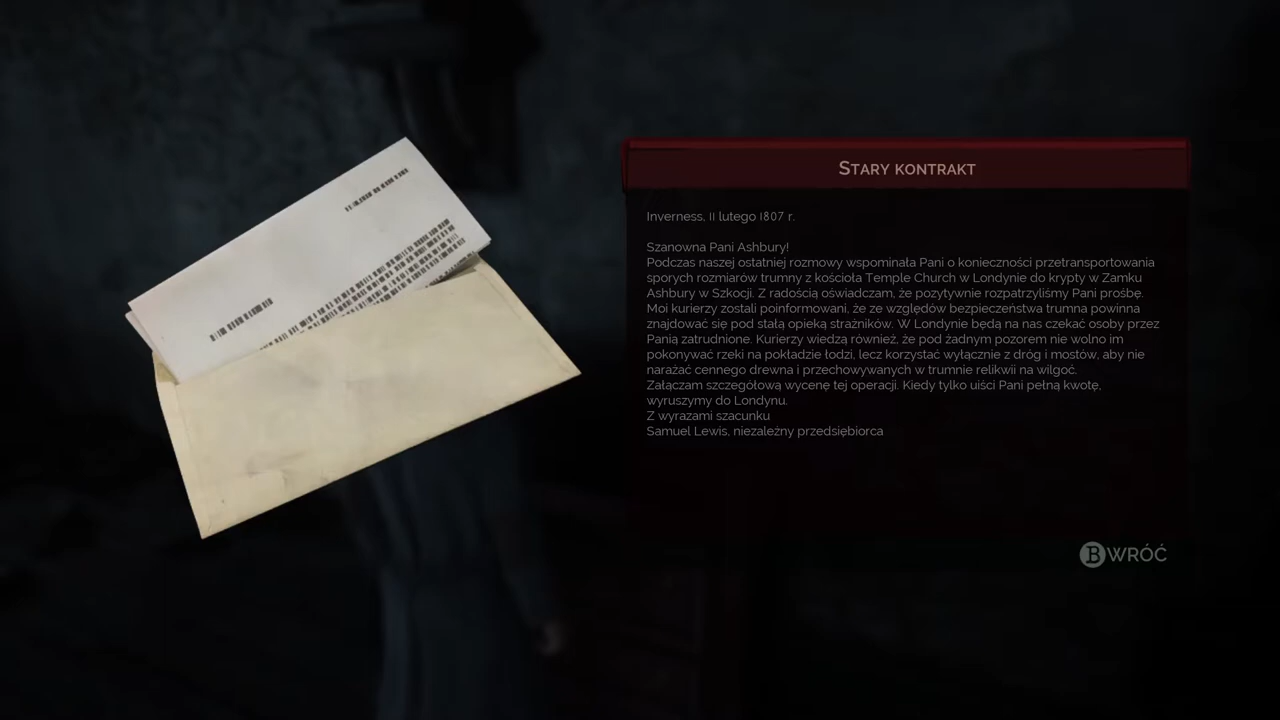 Stary kontrakt
Inverness, 11 lutego 1807 r.
Szanowna Pani Ashbury!
Podczas naszej ostatniej rozmowy wspominała Pani o konieczności przetransportowania
sporych rozmiarów trumny z kościoła Temple Church w Londynie do krypty w Zamku
Ashbury w Szkocji. Z radością oświadczam, że pozytywnie rozpatrzyliśmy Pani prośbę.
Moi kurierzy zostali poinformowani, że ze względów bezpieczeństwa trumna powinna
znajdować się pod stałą opieką strażników. W Londynie będą na nas czekać osoby przez
Panią zatrudnione. Kurierzy wiedzą również, że pod żadnym pozorem nie wolno im
pokonywać rzeki na pokładzie łodzi, lecz korzystać wyłącznie z dróg i mostów, aby nie
narażać cennego drewna i przechowywanych w trumnie relikwii na wilgoć.
Załączam szczegółową wycenę tej operacji. Kiedy tylko uiści Pani pełną kwotę,
wyruszymy do Londynu.
Z wyrazami szacunku
Samuel Lewis, niezależny przedsiębiorca
B WRÓĆ